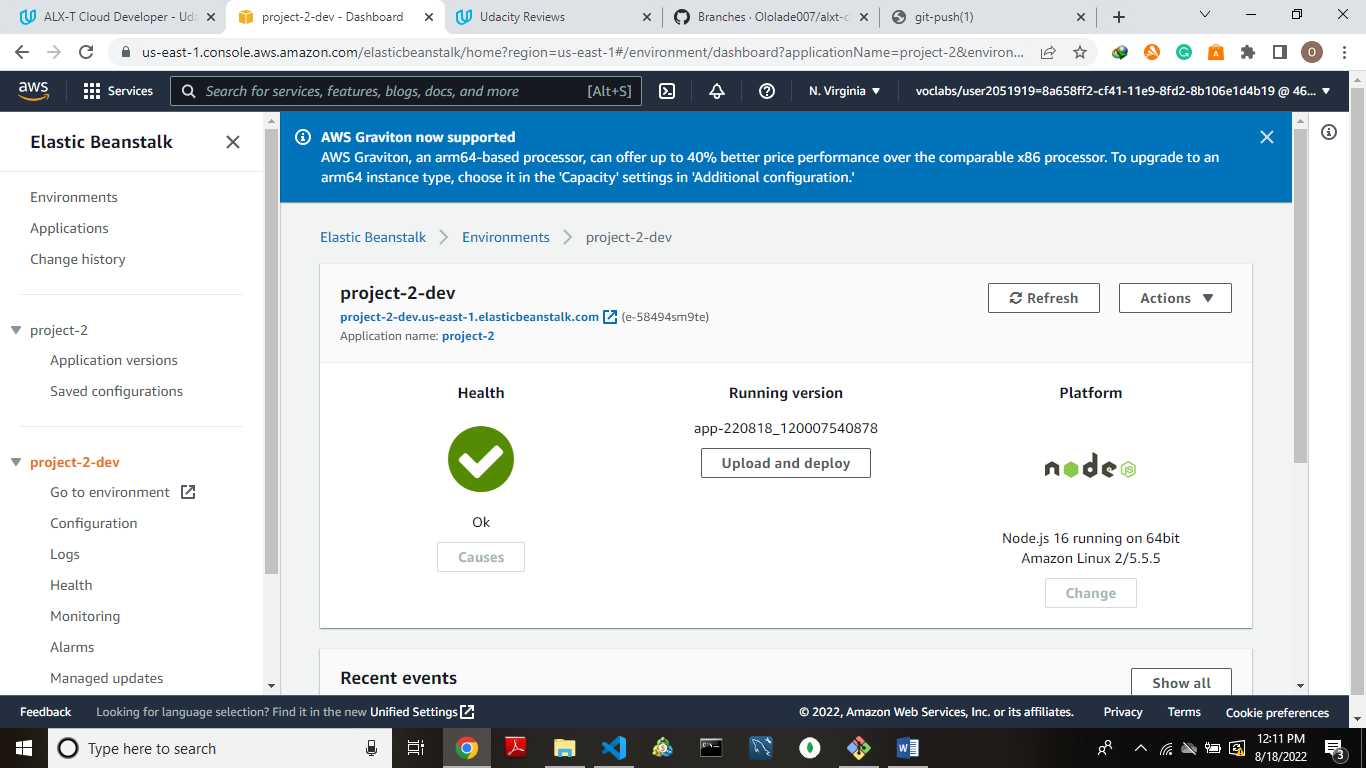 ALX-T Cloud Developer - Uda
project-2-dev - Dashboard
Udacity Reviews
Branches · Ololade007/alxt-c
git-push(1)
us-east-1.console.aws.amazon.com/elasticbeanstalk/home?region=us-east-1#/environment/dashboard?applicationName=project-2&environ...
O
aws
Services
Search for services, features, blogs, docs, and more
[Alt+S]
N. Virginia
voclabs/user2051919=8a658ff2-cf41-11e9-8fd2-8b106e1d4b19 @ 46...
Elastic Beanstalk
Environments
Applications
Change history
project-2
Application versions
Saved configurations
project-2-dev
Go to environment
Configuration
Logs
Health
Monitoring
Alarms
Managed updates
AWS Graviton now supported
AWS Graviton, an arm64-based processor, can offer up to 40% better price performance over the comparable x86 processor. To upgrade to an
arm64 instance type, choose it in the 'Capacity' settings in 'Additional configuration.'
Elastic Beanstalk
Environments
project-2-dev
project-2-dev
project-2-dev.us-east-1.elasticbeanstalk.com (e-58494sm9te)
Application name: project-2
Refresh
Actions
Health
Ok
Causes
Running version
app-220818_120007540878
Upload and deploy
Platform
node JS
Node.js 16 running on 64bit
Amazon Linux 2/5.5.5
Change
Recent events
Show all
Feedback
Looking for language selection? Find it in the new Unified Settings
© 2022, Amazon Web Services, Inc. or its affiliates.
Privacy
Terms
Cookie preferences
Type here to search
12:11 PM
8/18/2022
3